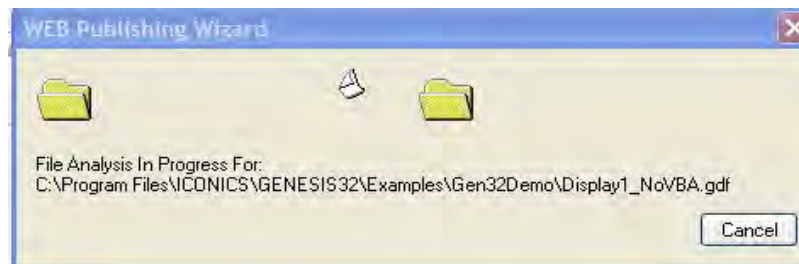 WEB Publishing Wizard
File Analysis In Progress For:
C:\Program Files\ICONICS\GENESIS32\Examples\Gen32Demo\Display1_NoVBA.gdf
Cancel